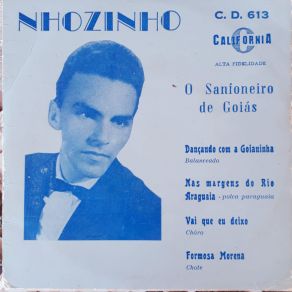 NHOZINHO
C. D. 613
C
CALIFORNIA
ALTA FIDELIDADE
O Sanfoneiro
de Goiás
Dançando com a Goianinha
Balanceado
Nas margens do Rio
Araguaia - polca paraguaia
Vai que eu deixo
Chôro
Formosa Morena
Chote